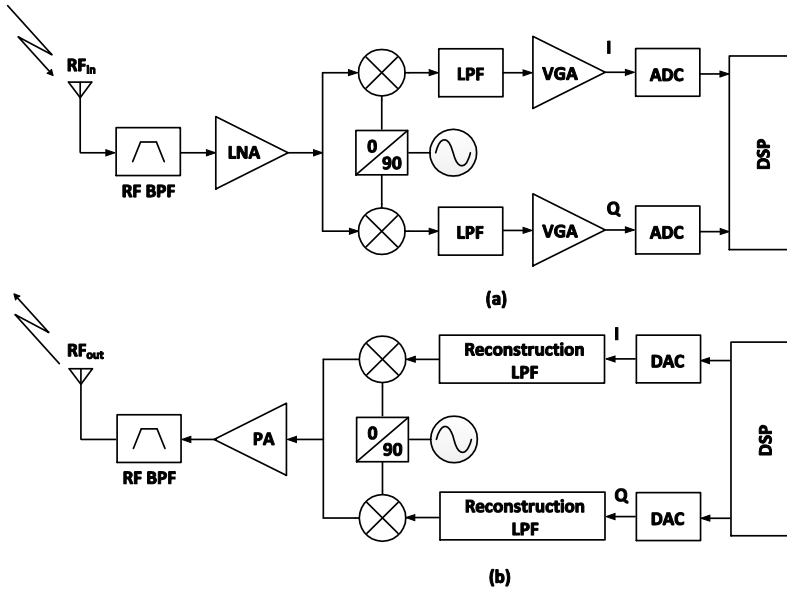 RFin
I
LPF
VGA
ADC
LNA
0
90
RF BPF
DSP
Q
LPF
VGA
ADC
(a)
RFout
I
Reconstruction
LPF
DAC
PA
0
90
RF BPF
DSP
Q
Reconstruction
LPF
DAC
(b)